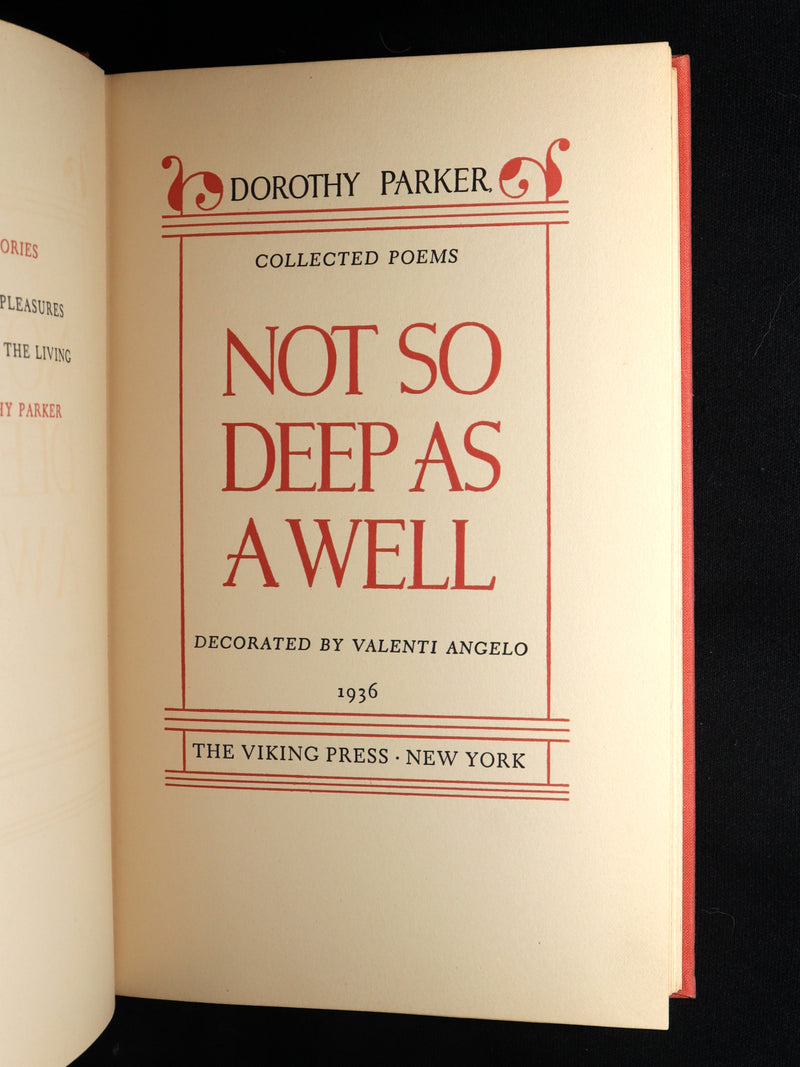 ORIES
PLEASURES
THE LIVING
HY PARKER
DOROTHY PARKER,
COLLECTED POEMS
NOT SO
DEEP AS
A WELL
DECORATED BY VALENTI ANGELO
1936
THE VIKING PRESS · NEW YORK